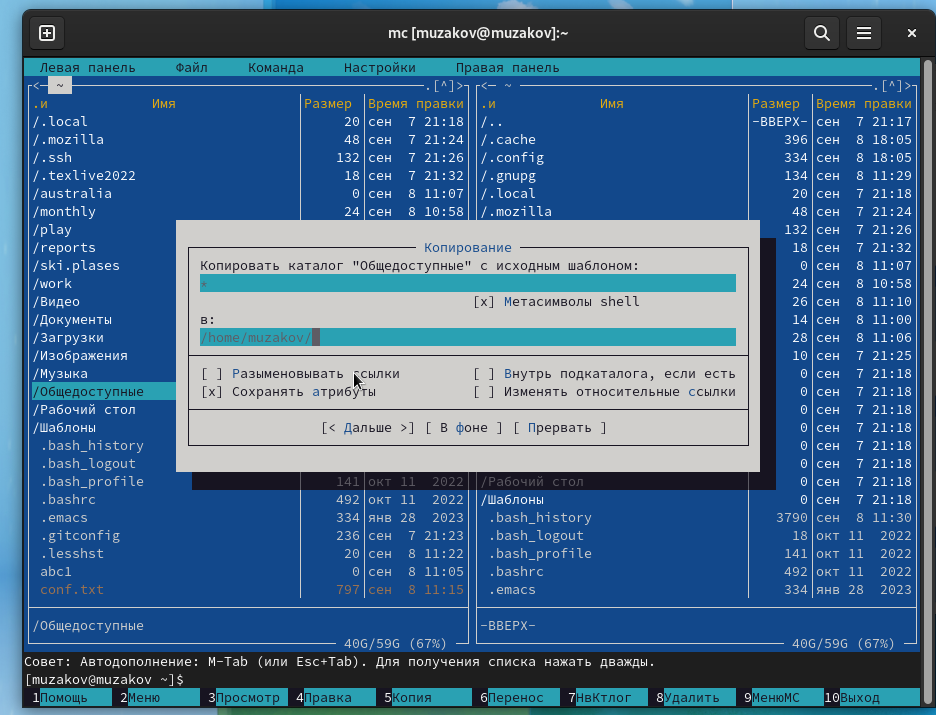 mc [muzakov@muzakov]:~
Левая панель Файл Команда Настройки Правая панель
<─ ~ .[^]> <─ ~ .[^]>
.и Имя Размер Время правки .и Имя Размер Время правки
/.local 20 сен 7 21:18 /.. -ВВЕРХ- сен 7 21:17
/.mozilla 48 сен 7 21:24 /.cache 396 сен 8 18:05
/.ssh 132 сен 7 21:26 /.config 334 сен 8 18:05
/.texlive2022 18 сен 7 21:32 /.gnupg 134 сен 8 11:29
/australia 0 сен 8 11:07 /.local 20 сен 7 21:18
/monthly 24 сен 8 10:58 /.mozilla 48 сен 7 21:24
/play 132 сен 7 21:26
/reports Копирование 18 сен 7 21:32
/ski.plases Копировать каталог "Общедоступные" с исходным шаблоном: 0 сен 8 11:07
/work * 24 сен 8 10:58
/Видео [x] Метасимволы shell 26 сен 8 11:10
/Документы в: 14 сен 8 11:00
/Загрузки /home/muzakov/ 28 сен 8 11:06
/Изображения 10 сен 7 21:25
/Музыка [ ] Разыменовывать ссылки [ ] Внутрь подкаталога, если есть 0 сен 7 21:18
/Общедоступные [x] Сохранять атрибуты [ ] Изменять относительные ссылки 0 сен 7 21:18
/Рабочий стол 0 сен 7 21:18
/Шаблоны [< Дальше >] [ В фоне ] [ Прервать ] 0 сен 7 21:18
.bash_history 0 сен 7 21:18
.bash_logout 0 сен 7 21:18
.bash_profile 141 окт 11 2022 /Рабочий стол 0 сен 7 21:18
.bashrc 492 окт 11 2022 /Шаблоны 0 сен 7 21:18
.emacs 334 янв 28 2023 .bash_history 3790 сен 8 11:30
.gitconfig 236 сен 7 21:23 .bash_logout 18 окт 11 2022
.lesshst 20 сен 8 11:22 .bash_profile 141 окт 11 2022
abc1 0 сен 8 11:05 .bashrc 492 окт 11 2022
conf.txt 797 сен 8 11:15 .emacs 334 янв 28 2023
/Общедоступные -ВВЕРХ-
40G/59G (67%) 40G/59G (67%)
Совет: Автодополнение: M-Tab (или Esc+Tab). Для получения списка нажать дважды.
[muzakov@muzakov ~]$
1Помощь 2Меню 3Просмотр 4Правка 5Копия 6Перенос 7НвКтлог 8Удалить 9МенюМС 10Выход